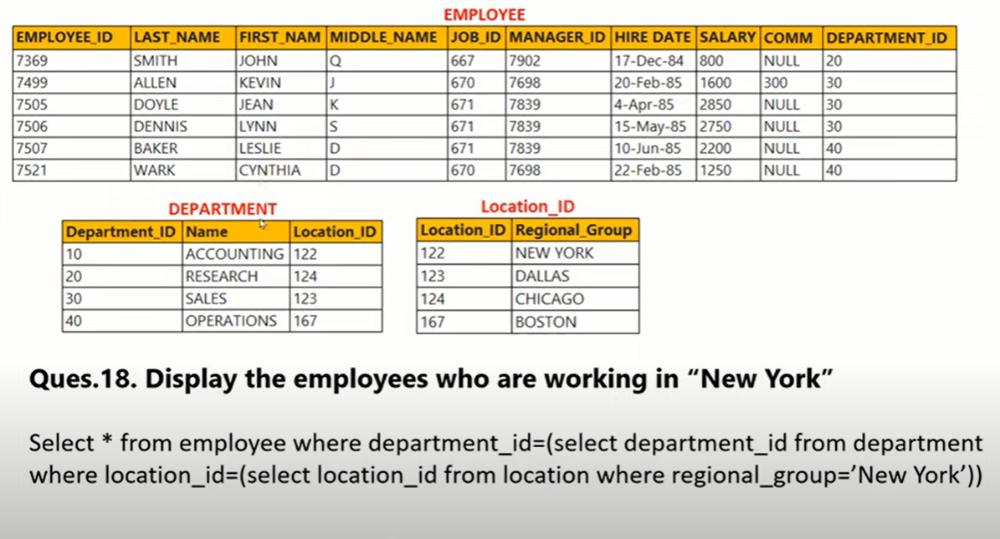 EMPLOYEE
EMPLOYEE_ID LAST_NAME FIRST_NAM MIDDLE_NAME JOB_ID MANAGER_ID HIRE DATE SALARY COMM DEPARTMENT_ID
7369 SMITH JOHN Q 667 7902 17-Dec-84 800 NULL 20
7499 ALLEN KEVIN J 670 7698 20-Feb-85 1600 300 30
7505 DOYLE JEAN K 671 7839 4-Apr-85 2850 NULL 30
7506 DENNIS LYNN S 671 7839 15-May-85 2750 NULL 30
7507 BAKER LESLIE D 671 7839 10-Jun-85 2200 NULL 40
7521 WARK CYNTHIA D 670 7698 22-Feb-85 1250 NULL 40
DEPARTMENT
Department_ID Name Location_ID
10 ACCOUNTING 122
20 RESEARCH 124
30 SALES 123
40 OPERATIONS 167
Location_ID
Location_ID Regional_Group
122 NEW YORK
123 DALLAS
124 CHICAGO
167 BOSTON
Ques.18. Display the employees who are working in “New York”
Select * from employee where department_id=(select department_id from department
where location_id=(select location_id from location where regional_group=’New York’))